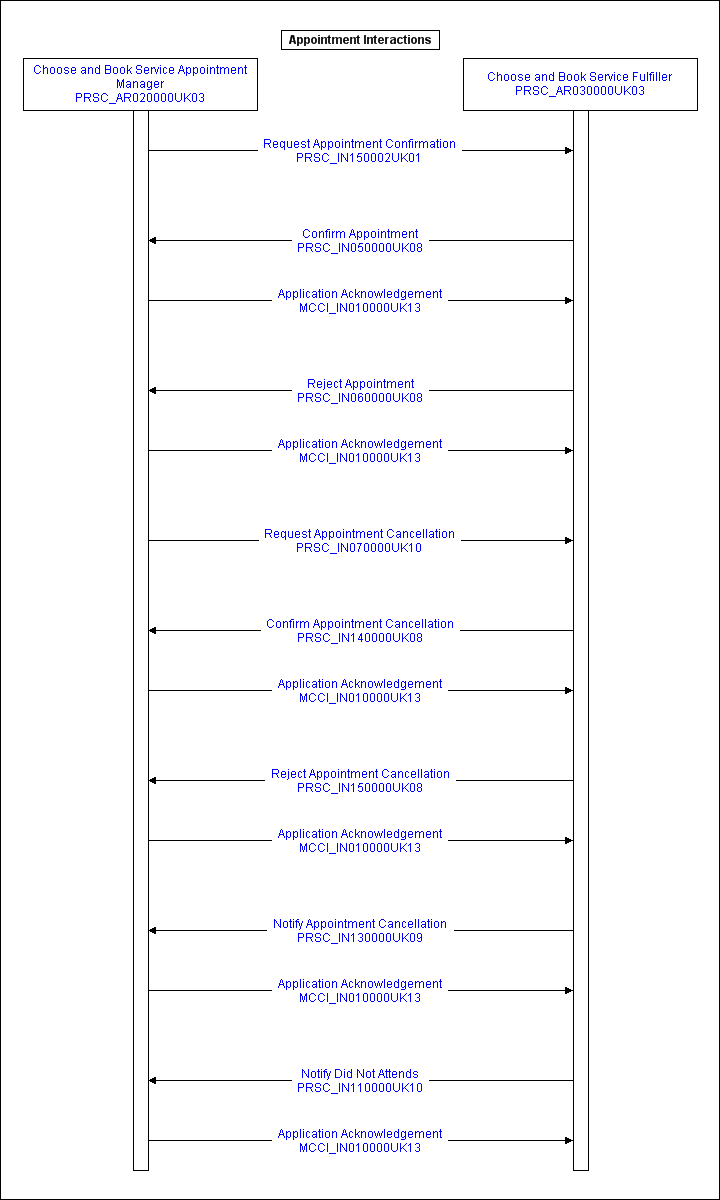 Appointment Interactions
Choose and Book Service Appointment
Manager
PRSC_AR020000UK03
Choose and Book Service Fulfiller
PRSC_AR030000UK03
Request Appointment Confirmation
PRSC_IN150002UK01
Confirm Appointment
PRSC_IN050000UK08
Application Acknowledgement
MCCI_IN010000UK13
Reject Appointment
PRSC_IN060000UK08
Application Acknowledgement
MCCI_IN010000UK13
Request Appointment Cancellation
PRSC_IN070000UK10
Confirm Appointment Cancellation
PRSC_IN140000UK08
Application Acknowledgement
MCCI_IN010000UK13
Reject Appointment Cancellation
PRSC_IN150000UK08
Application Acknowledgement
MCCI_IN010000UK13
Notify Appointment Cancellation
PRSC_IN130000UK09
Application Acknowledgement
MCCI_IN010000UK13
Notify Did Not Attends
PRSC_IN110000UK10
Application Acknowledgement
MCCI_IN010000UK13